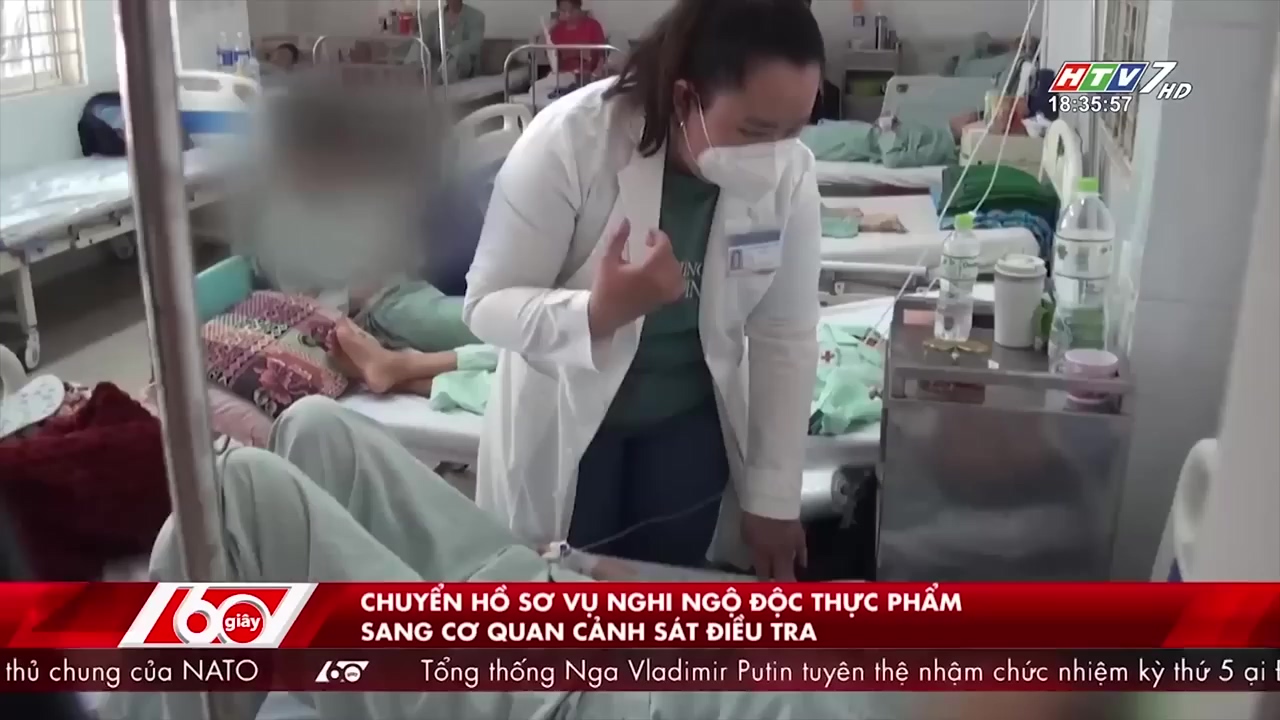 HTV7 HD
18:35:57
60 giây
CHUYỂN HỒ SƠ VỤ NGHI NGỘ ĐỘC THỰC PHẨM
SANG CƠ QUAN CẢNH SÁT ĐIỀU TRA
thủ chung của NATO 60 Tổng thống Nga Vladimir Putin tuyên thệ nhậm chức nhiệm kỳ thứ 5 tại t